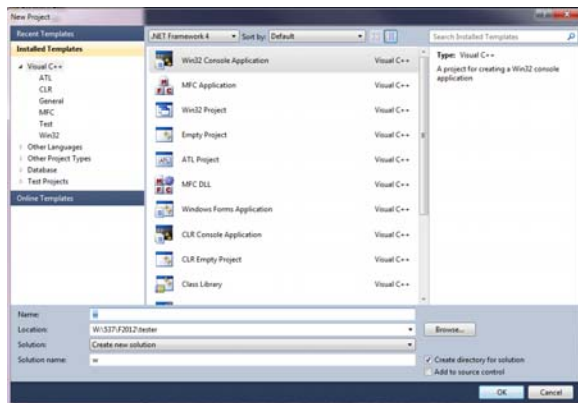 New Project
Recent Templates
.NET Framework 4 Sort by: Default
Search Installed Templates
Installed Templates
Visual C++
ATL
CLR
General
MFC
Test
Win32
Other Languages
Other Project Types
Database
Test Projects
Online Templates
Win32 Console Application Visual C++
MFC Application Visual C++
Win32 Project Visual C++
Empty Project Visual C++
ATL Project Visual C++
MFC DLL Visual C++
Windows Forms Application Visual C++
CLR Console Application Visual C++
CLR Empty Project Visual C++
Class Library Visual C++
Type: Visual C++
A project for creating a Win32 console
application
Name:
Location: W:\537\F2012\tester
Browse...
Solution: Create new solution
Solution name: w
Create directory for solution
Add to source control
OK Cancel